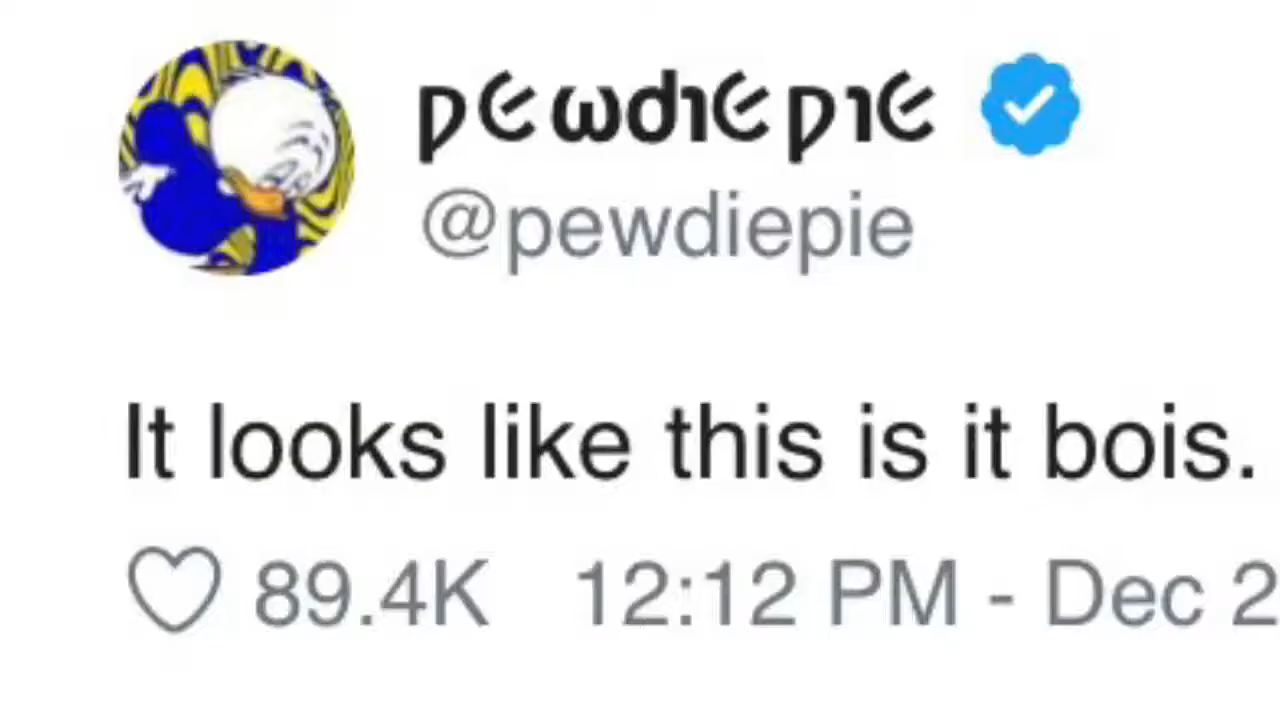 pewdiepie
@pewdiepie
It looks like this is it bois.
89.4K 12:12 PM - Dec 2